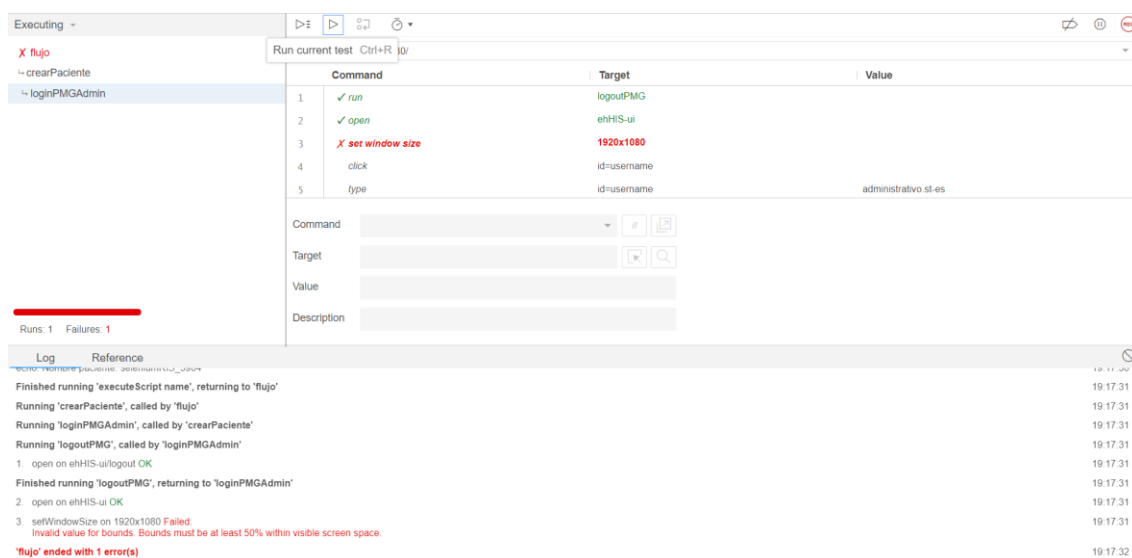 Executing
Run current test Ctrl+R
✗ flujo
crearPaciente
loginPMGAdmin
Command Target Value
1 ✓ run logoutPMG
2 ✓ open ehHIS-ui
3 ✗ set window size 1920x1080
4 click id=username
5 type id=username administrativo.st-es
Command
//
Target
Value
Description
Runs: 1 Failures: 1
Log Reference
Finished running 'executeScript name', returning to 'flujo' 19:17:31
Running 'crearPaciente', called by 'flujo' 19:17:31
Running 'loginPMGAdmin', called by 'crearPaciente' 19:17:31
Running 'logoutPMG', called by 'loginPMGAdmin' 19:17:31
1. open on ehHIS-ui/logout OK 19:17:31
Finished running 'logoutPMG', returning to 'loginPMGAdmin' 19:17:31
2. open on ehHIS-ui OK 19:17:31
3. setWindowSize on 1920x1080 Failed: 19:17:31
Invalid value for bounds. Bounds must be at least 50% within visible screen space.
'flujo' ended with 1 error(s) 19:17:32